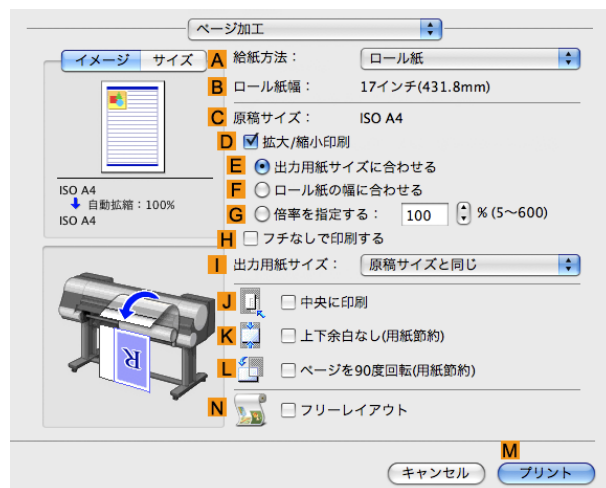 ページ加工
イメージ サイズ
A 給紙方法： ロール紙
B ロール紙幅： 17インチ(431.8mm)
C 原稿サイズ： ISO A4
D 拡大/縮小印刷
E 出力用紙サイズに合わせる
F ロール紙の幅に合わせる
G 倍率を指定する： 100 % (5〜600)
ISO A4
自動拡縮：100%
ISO A4
H フチなしで印刷する
I 出力用紙サイズ： 原稿サイズと同じ
J 中央に印刷
K 上下余白なし(用紙節約)
L ページを90度回転(用紙節約)
R
N フリーレイアウト
M
キャンセル プリント